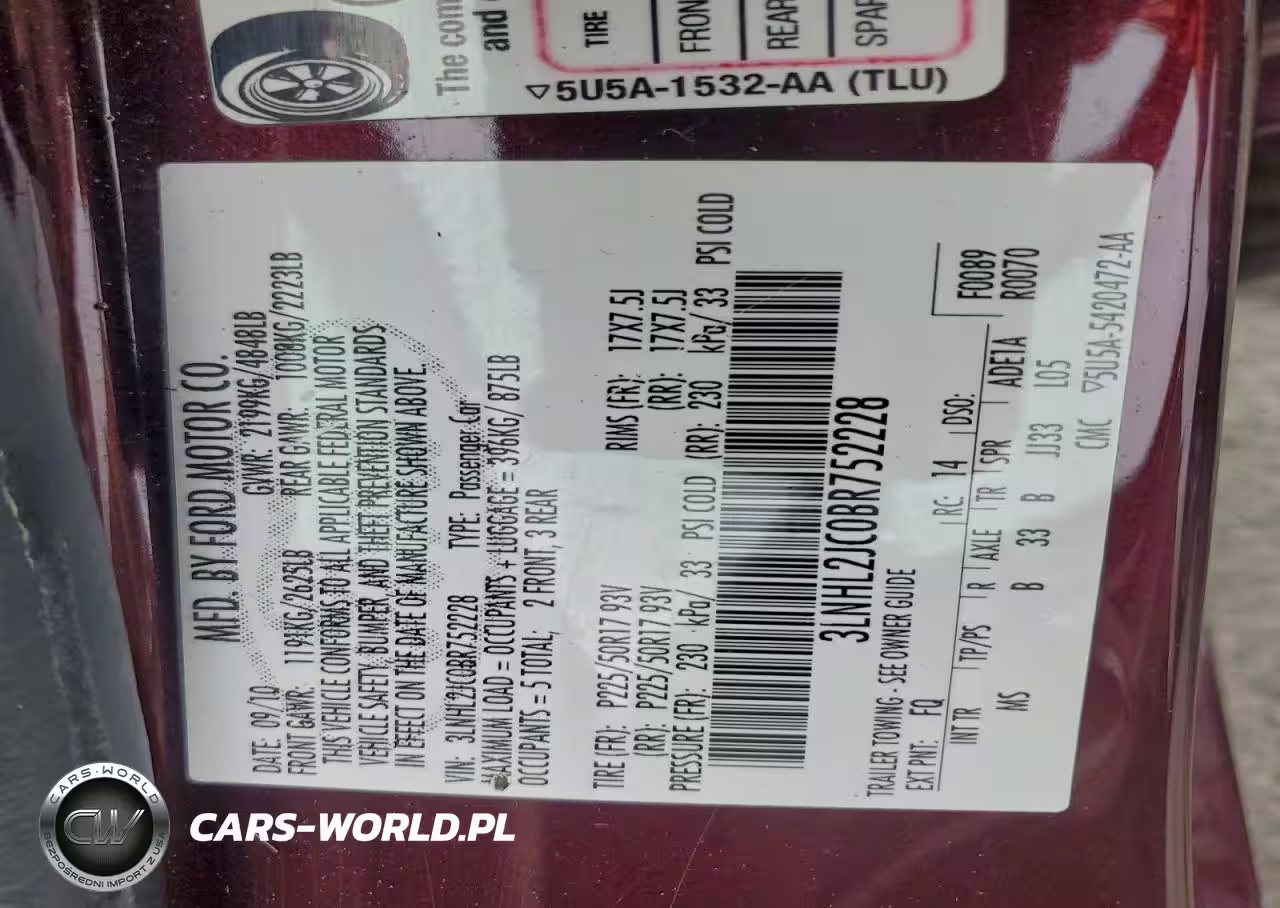 The com
and
TIRE
FRON
REAR
SPAR
▽5U5A-1532-AA (TLU)
MFD. BY FORD MOTOR CO.
DATE: 09/10 GVWR: 2199KG/4848LB
FRONT GAWR: 1191KG/2625LB REAR GAWR: 1008KG/2223LB
THIS VEHICLE CONFORMS TO ALL APPLICABLE FEDERAL MOTOR
VEHICLE SAFETY, BUMPER, AND THEFT PREVENTION STANDARDS
IN EFFECT ON THE DATE OF MANUFACTURE SHOWN ABOVE.
VIN: 3LNHL2JC0BR752228 TYPE: Passenger Car
MAXIMUM LOAD = OCCUPANTS + LUGGAGE = 396KG/ 875LB
OCCUPANTS = 5 TOTAL; 2 FRONT, 3 REAR
TIRE (FR): P225/50R17 93V RIMS (FR): 17X7.5J
(RR): P225/50R17 93V (RR): 17X7.5J
PRESSURE (FR): 230 kPa/ 33 PSI COLD (RR): 230 kPa/ 33 PSI COLD
3LNHL2JC0BR752228
TRAILER TOWING - SEE OWNER GUIDE
EXT PNT: FQ RC: 14 DSO: F0089
INT TR TP/PS R AXLE TR SPR ADETA R0070
MS B 33 B JJ33 L05
CMC ▽5U5A-5420472-AA
CARS-WORLD
CW
BEZPOŚREDNI IMPORT Z USA
CARS-WORLD.PL